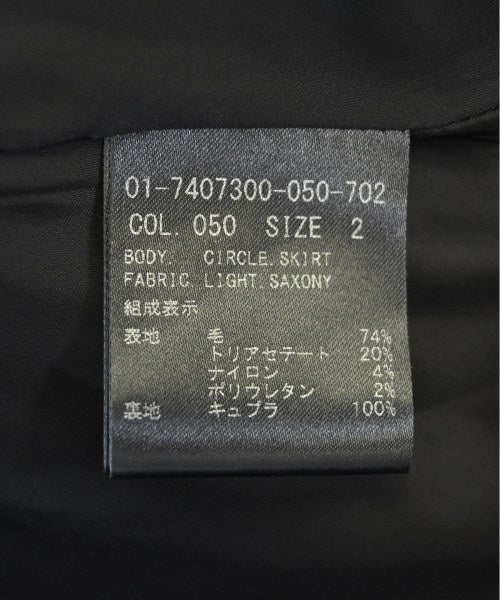 01-7407300-050-702
COL. 050 SIZE 2
BODY. CIRCLE.SKIRT
FABRIC.LIGHT.SAXONY
組成表示
表地 毛 74%
トリアセテート 20%
ナイロン 4%
ポリウレタン 2%
裏地 キュプラ 100%